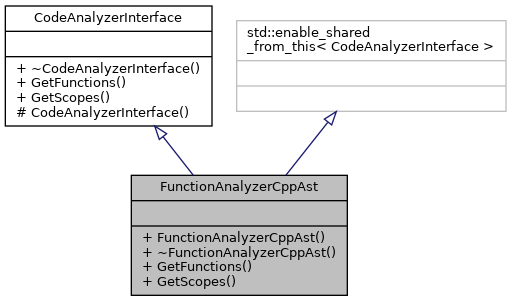 CodeAnalyzerInterface
+ ~CodeAnalyzerInterface()
+ GetFunctions()
+ GetScopes()
# CodeAnalyzerInterface()
std::enable_shared
_from_this< CodeAnalyzerInterface >
FunctionAnalyzerCppAst
+ FunctionAnalyzerCppAst()
+ ~FunctionAnalyzerCppAst()
+ GetFunctions()
+ GetScopes()